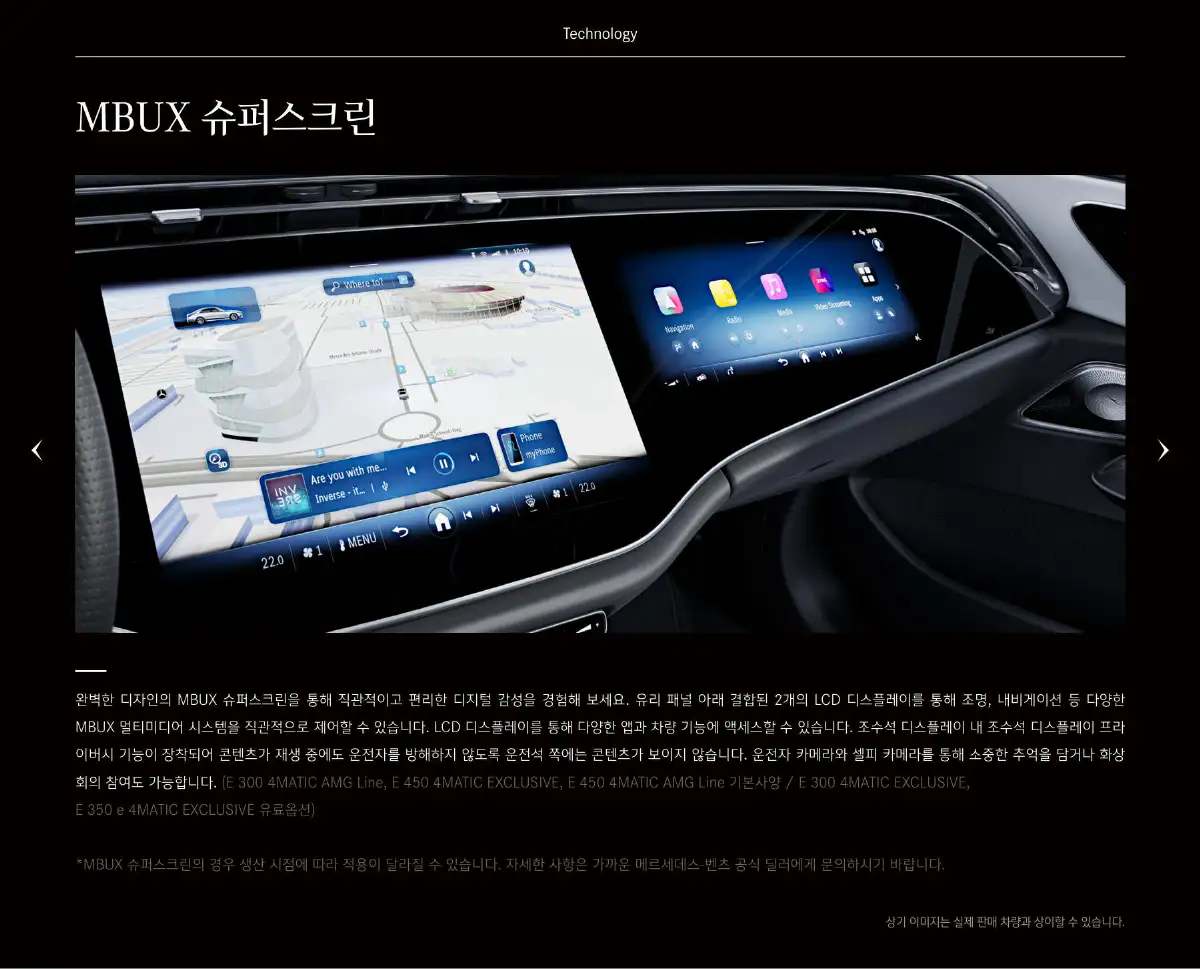 Technology
MBUX 슈퍼스크린
10:19
Where to?
3D
Are you with me...
Inverse - it...
INV
ERSE
Phone
myPhone
22.0
1
MENU
1
22.0
Navigation
Radio
Media
Video Streaming
Apps
완벽한 디자인의 MBUX 슈퍼스크린을 통해 직관적이고 편리한 디지털 감성을 경험해 보세요. 유리 패널 아래 결합된 2개의 LCD 디스플레이를 통해 조명, 내비게이션 등 다양한
MBUX 멀티미디어 시스템을 직관적으로 제어할 수 있습니다. LCD 디스플레이를 통해 다양한 앱과 차량 기능에 액세스할 수 있습니다. 조수석 디스플레이 내 조수석 디스플레이 프라
이버시 기능이 장착되어 콘텐츠가 재생 중에도 운전자를 방해하지 않도록 운전석 쪽에는 콘텐츠가 보이지 않습니다. 운전자 카메라와 셀피 카메라를 통해 소중한 추억을 담거나 화상
회의 참여도 가능합니다. (E 300 4MATIC AMG Line, E 450 4MATIC EXCLUSIVE, E 450 4MATIC AMG Line 기본사양 / E 300 4MATIC EXCLUSIVE,
E 350 e 4MATIC EXCLUSIVE 유료옵션)
*MBUX 슈퍼스크린의 경우 생산 시점에 따라 적용이 달라질 수 있습니다. 자세한 사항은 가까운 메르세데스-벤츠 공식 딜러에게 문의하시기 바랍니다.
상기 이미지는 실제 판매 차량과 상이할 수 있습니다.